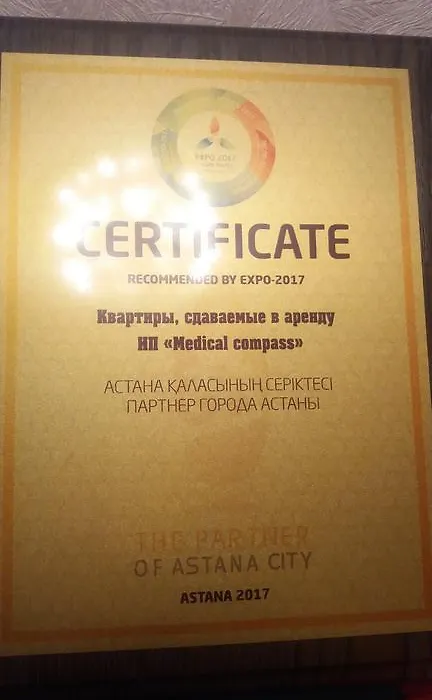 EXPO 2017
CERTIFICATE
RECOMMENDED BY EXPO-2017
Квартиры, сдаваемые в аренду
ИП «Medical compass»
АСТАНА ҚАЛАСЫНЫҢ СЕРІКТЕСІ
ПАРТНЕР ГОРОДА АСТАНЫ
THE PARTNER
OF ASTANA CITY
ASTANA 2017